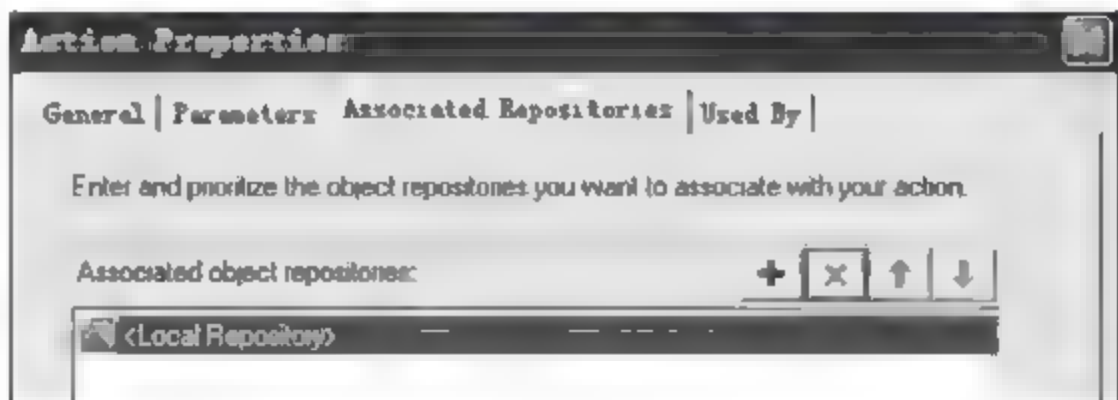 Action Properties
General Parameters Associated Repositories Used By
Enter and prioritize the object repositories you want to associate with your action.
Associated object repositories:
<Local Repository>